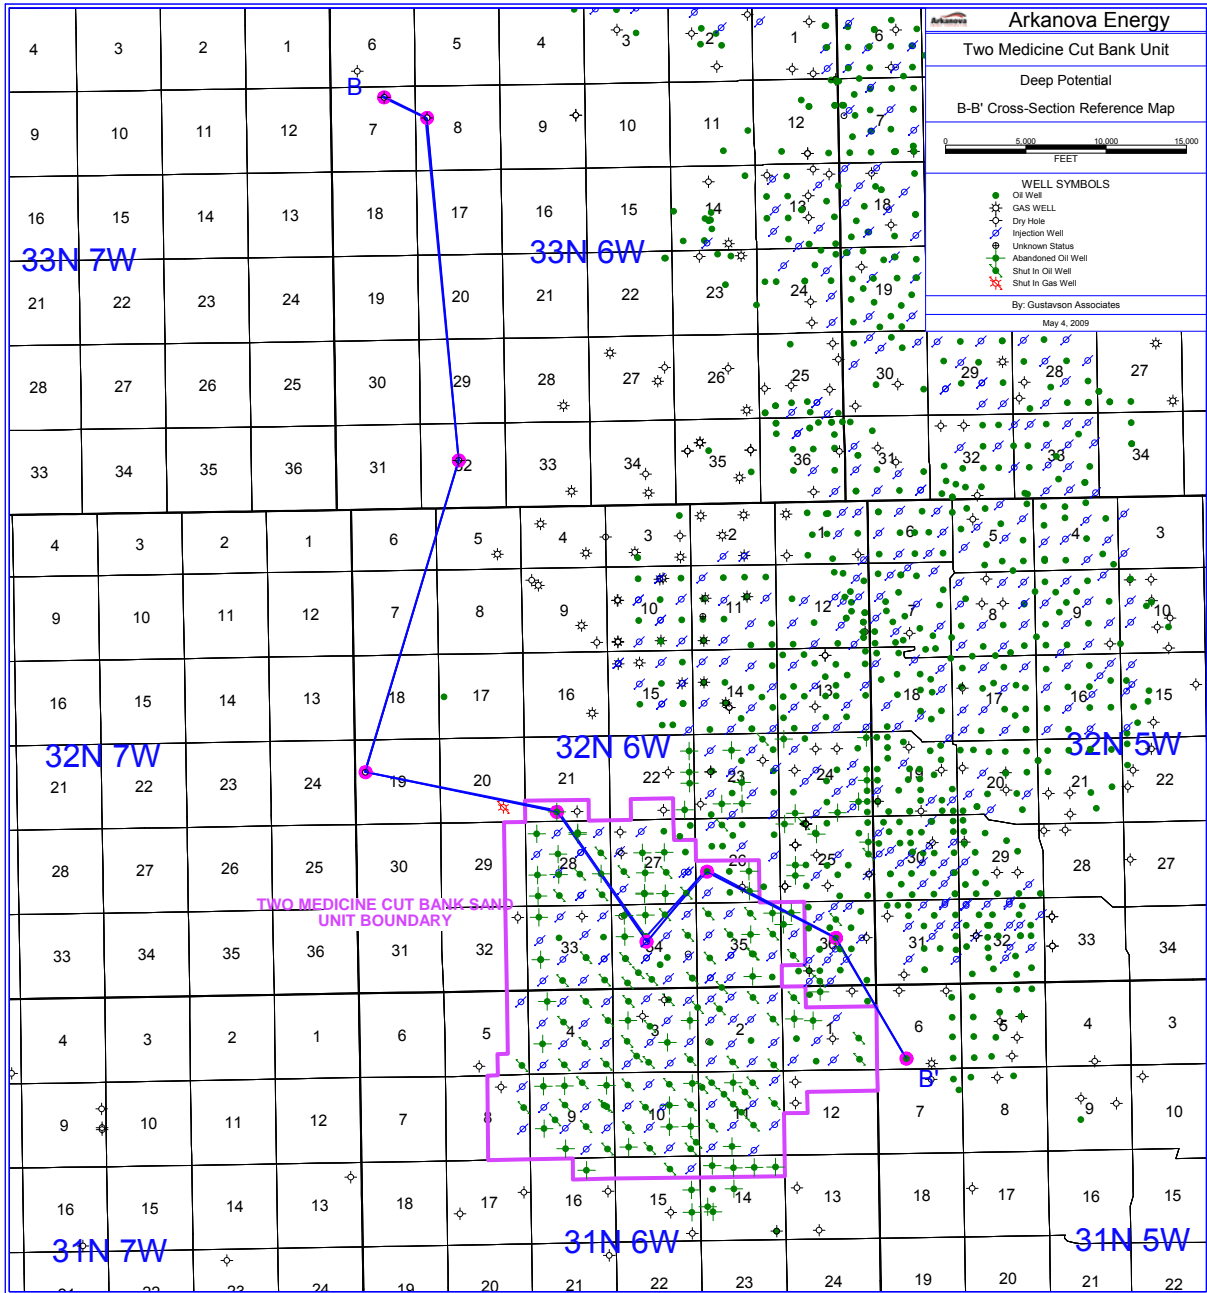 Arkanova
Arkanova Energy
Two Medicine Cut Bank Unit
Deep Potential
B-B' Cross-Section Reference Map
0 5,000 10,000 15,000
FEET
WELL SYMBOLS
Oil Well
GAS WELL
Dry Hole
Injection Well
Unknown Status
Abandoned Oil Well
Shut In Oil Well
Shut In Gas Well
By: Gustavson Associates
May 4, 2009
4 3 2 1 6 5 4 3 2 1 6
B
9 10 11 12 7 8 9 10 11 12 7
16 15 14 13 18 17 16 15 14 13 18
33N 7W 33N 6W
21 22 23 24 19 20 21 22 23 24 19
28 27 26 25 30 29 28 27 26 25 30 29 28 27
33 34 35 36 31 32 33 34 35 36 31 32 33 34
4 3 2 1 6 5 4 3 2 1 6 5 4 3
9 10 11 12 7 8 9 10 11 12 7 8 9 10
16 15 14 13 18 17 16 15 14 13 18 17 16 15
32N 7W 32N 6W 32N 5W
21 22 23 24 19 20 21 22 23 24 19 20 21 22
28 27 26 25 30 29 28 27 26 25 30 29 28 27
TWO MEDICINE CUT BANK SAND
UNIT BOUNDARY
33 34 35 36 31 32 33 34 35 36 31 32 33 34
4 3 2 1 6 5 4 3 2 1 6 5 4 3
B'
9 10 11 12 7 8 9 10 11 12 7 8 9 10
16 15 14 13 18 17 16 15 14 13 18 17 16 15
31N 7W 31N 6W 31N 5W
21 22 23 24 19 20 21 22 23 24 19 20 21 22